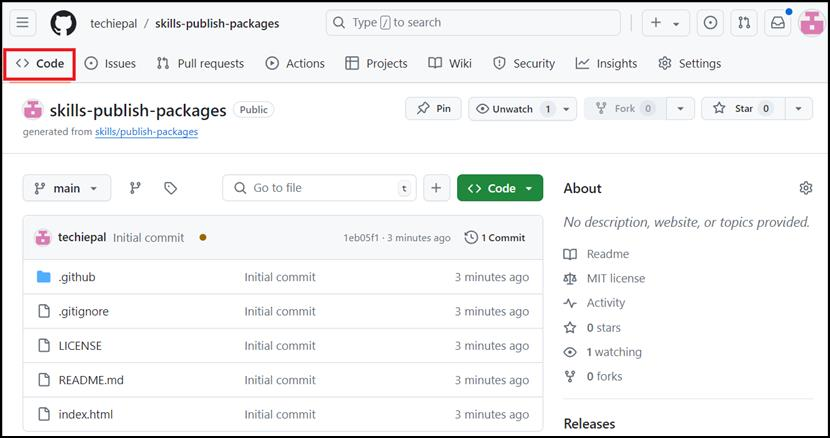 techiepal / skills-publish-packages Type / to search
Code Issues Pull requests Actions Projects Wiki Security Insights Settings
skills-publish-packages Public Pin Unwatch 1 Fork 0 Star 0
generated from skills/publish-packages
main Go to file t Code
techiepal Initial commit 1eb05f1 · 3 minutes ago 1 Commit
.github Initial commit 3 minutes ago
.gitignore Initial commit 3 minutes ago
LICENSE Initial commit 3 minutes ago
README.md Initial commit 3 minutes ago
index.html Initial commit 3 minutes ago
About
No description, website, or topics provided.
Readme
MIT license
Activity
0 stars
1 watching
0 forks
Releases